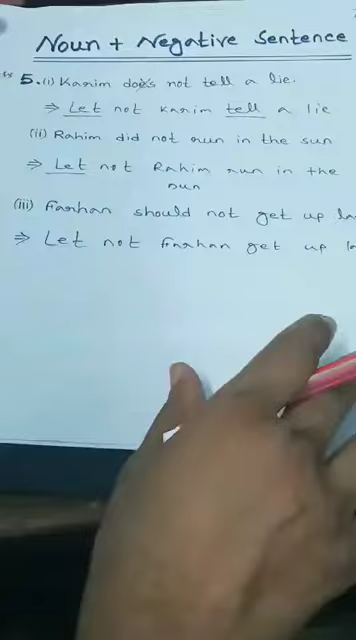 Noun + Negative Sentence
5. (i) Karim does not tell a lie.
⇒ Let not Karim tell a lie
(ii) Rahim did not run in the sun
⇒ Let not Rahim run in the
sun
(iii) Farhan should not get up
⇒ Let not Farhan get up